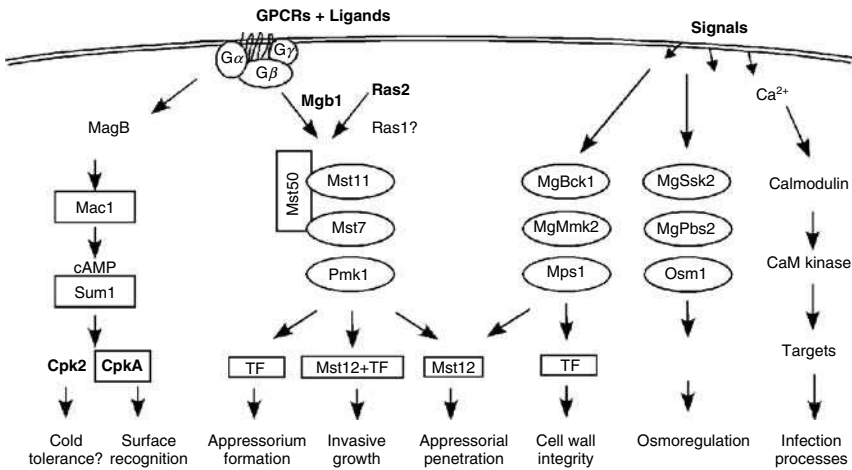 GPCRs + Ligands
Signals
Gα
Gγ
Gβ
Mgb1
Ras2
Ras1?
Ca2+
MagB
Mst50
Mst11
MgBck1
MgSsk2
Calmodulin
Mac1
Mst7
MgMmk2
MgPbs2
cAMP
Sum1
Pmk1
Mps1
Osm1
CaM kinase
Cpk2
CpkA
TF
Mst12+TF
Mst12
TF
Targets
Cold
tolerance?
Surface
recognition
Appressorium
formation
Invasive
growth
Appressorial
penetration
Cell wall
integrity
Osmoregulation
Infection
processes